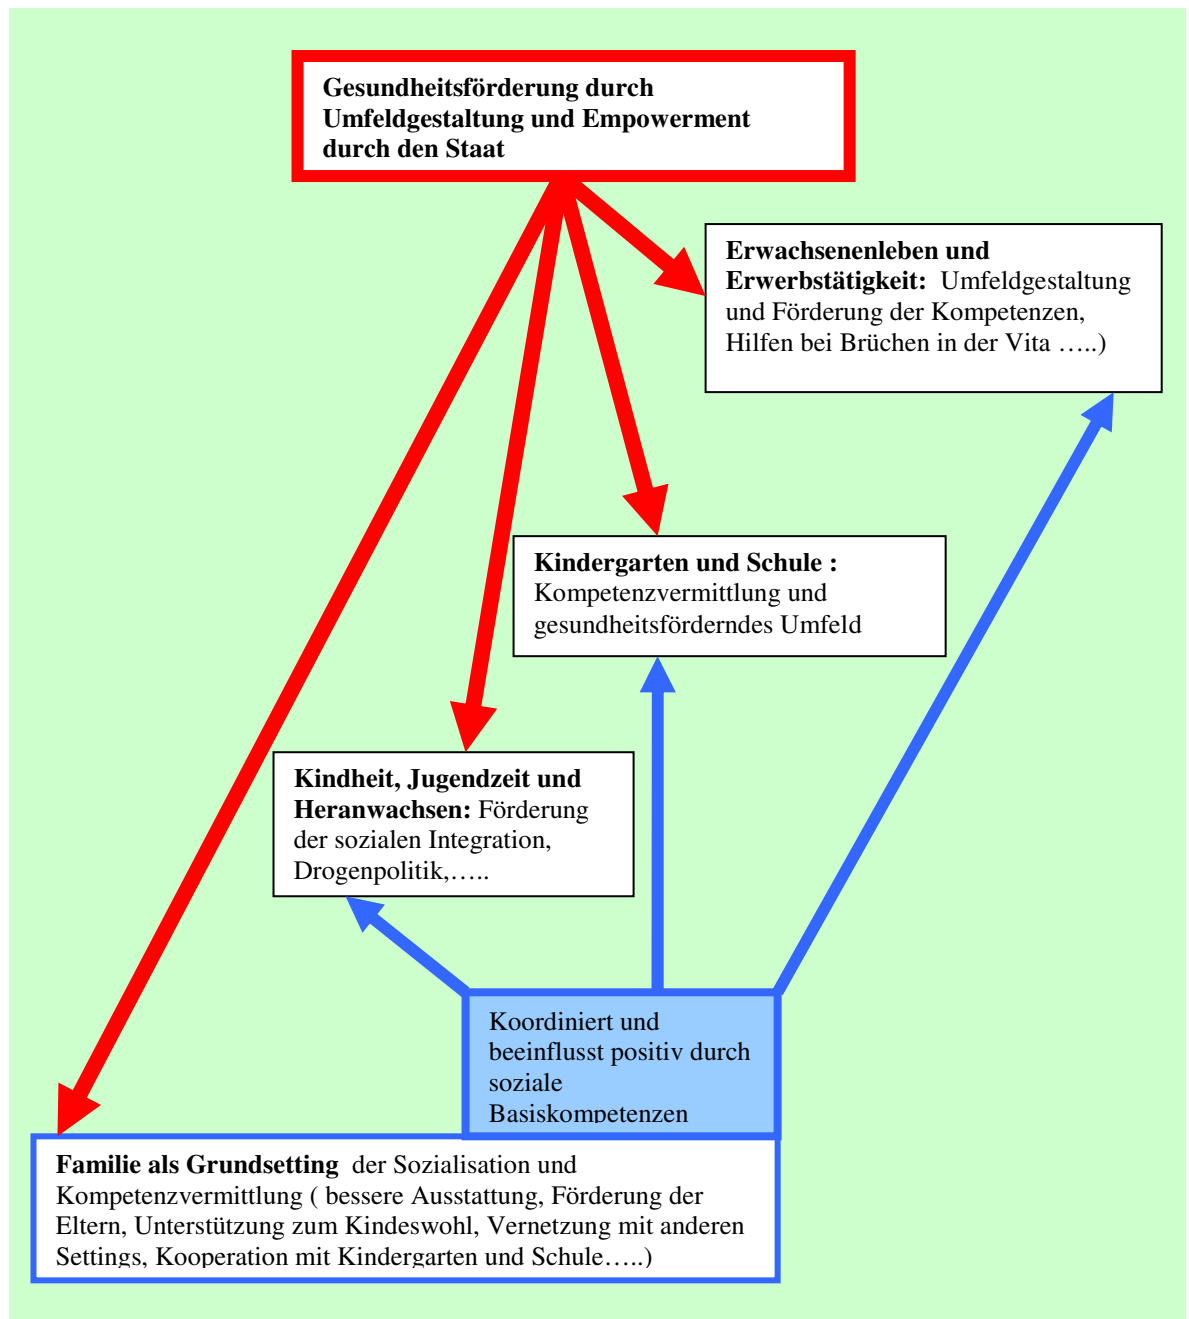 Gesundheitsförderung durch
Umfeldgestaltung und Empowerment
durch den Staat
Erwachsenenleben und
Erwerbstätigkeit: Umfeldgestaltung
und Förderung der Kompetenzen,
Hilfen bei Brüchen in der Vita …..)
Kindergarten und Schule :
Kompetenzvermittlung und
gesundheitsförderndes Umfeld
Kindheit, Jugendzeit und
Heranwachsen: Förderung
der sozialen Integration,
Drogenpolitik,…..
Koordiniert und
beeinflusst positiv durch
soziale
Basiskompetenzen
Familie als Grundsetting der Sozialisation und
Kompetenzvermittlung ( bessere Ausstattung, Förderung der
Eltern, Unterstützung zum Kindeswohl, Vernetzung mit anderen
Settings, Kooperation mit Kindergarten und Schule…..)